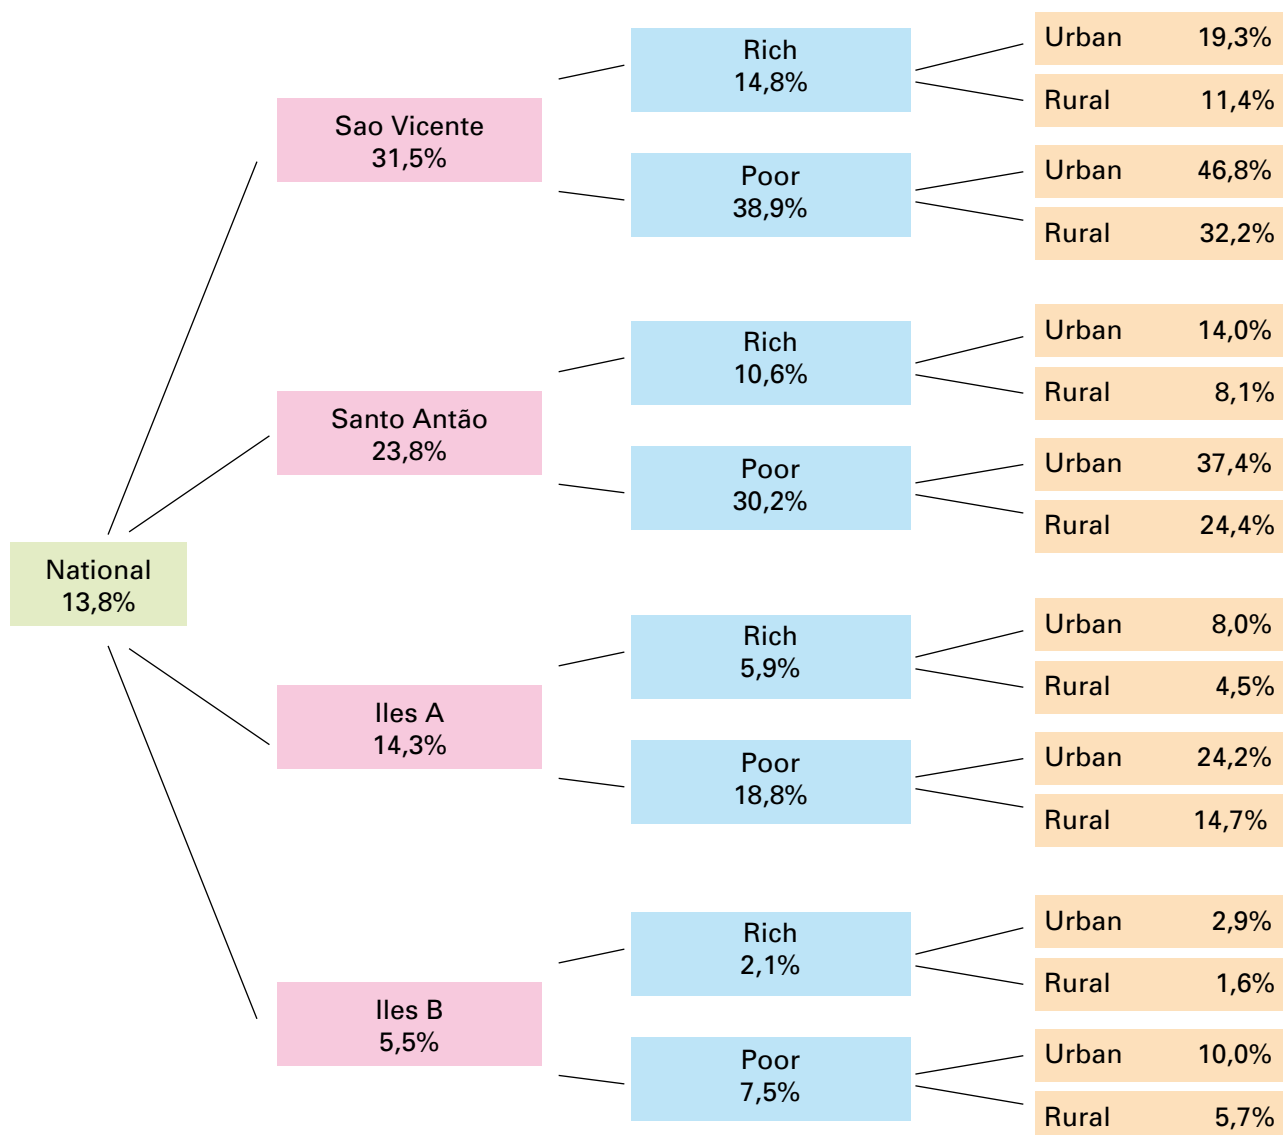 National
13,8%
Sao Vicente
31,5%
Rich
14,8%
Urban 19,3%
Rural 11,4%
Poor
38,9%
Urban 46,8%
Rural 32,2%
Santo Antão
23,8%
Rich
10,6%
Urban 14,0%
Rural 8,1%
Poor
30,2%
Urban 37,4%
Rural 24,4%
Iles A
14,3%
Rich
5,9%
Urban 8,0%
Rural 4,5%
Poor
18,8%
Urban 24,2%
Rural 14,7%
Iles B
5,5%
Rich
2,1%
Urban 2,9%
Rural 1,6%
Poor
7,5%
Urban 10,0%
Rural 5,7%